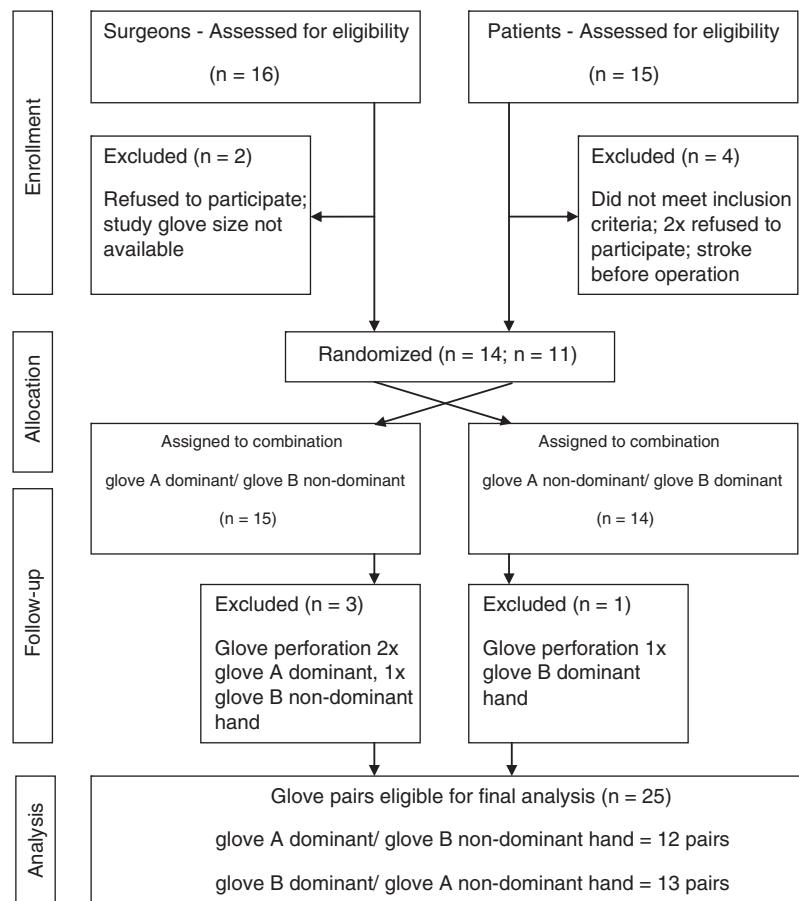 Enrollment
Surgeons - Assessed for eligibility
(n = 16)
Patients - Assessed for eligibility
(n = 15)
Excluded (n = 2)
Refused to participate;
study glove size not
available
Excluded (n = 4)
Did not meet inclusion
criteria; 2x refused to
participate; stroke
before operation
Allocation
Randomized (n = 14; n = 11)
Assigned to combination
glove A dominant/ glove B non-dominant
(n = 15)
Assigned to combination
glove A non-dominant/ glove B dominant
(n = 14)
Follow-up
Excluded (n = 3)
Glove perforation 2x
glove A dominant, 1x
glove B non-dominant
hand
Excluded (n = 1)
Glove perforation 1x
glove B dominant
hand
Analysis
Glove pairs eligible for final analysis (n = 25)
glove A dominant/ glove B non-dominant hand = 12 pairs
glove B dominant/ glove A non-dominant hand = 13 pairs